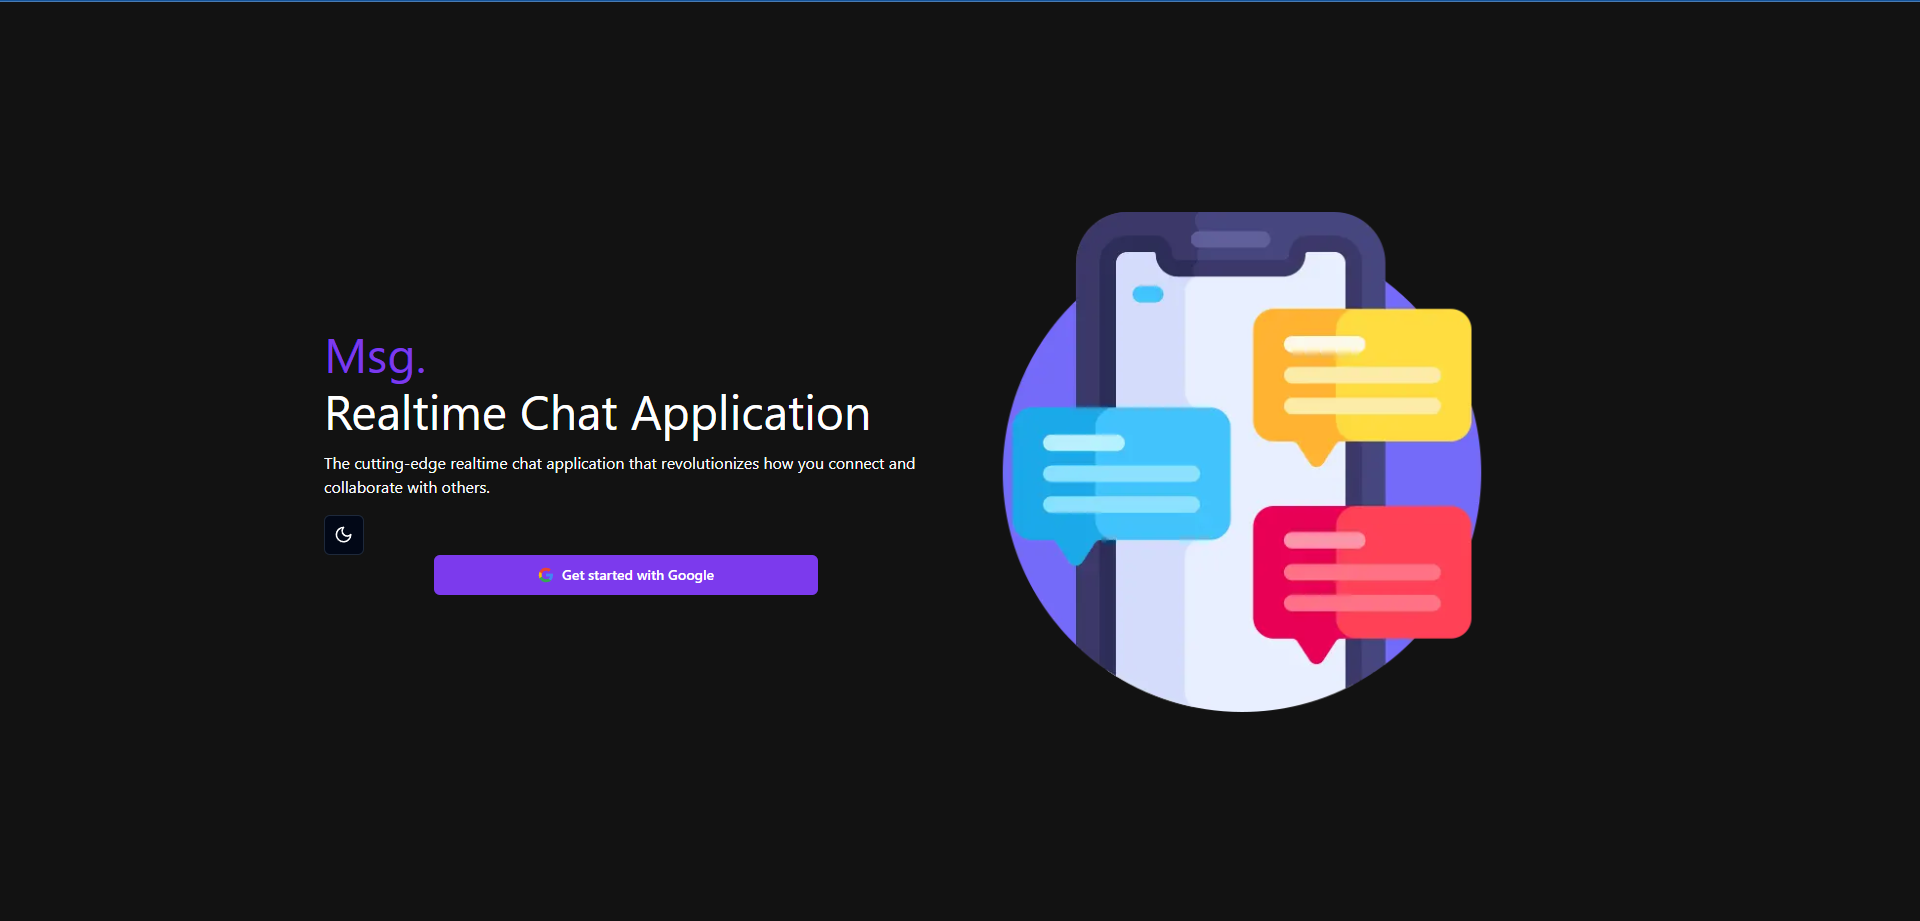 Msg.
Realtime Chat Application
The cutting-edge realtime chat application that revolutionizes how you connect and
collaborate with others.
Get started with Google